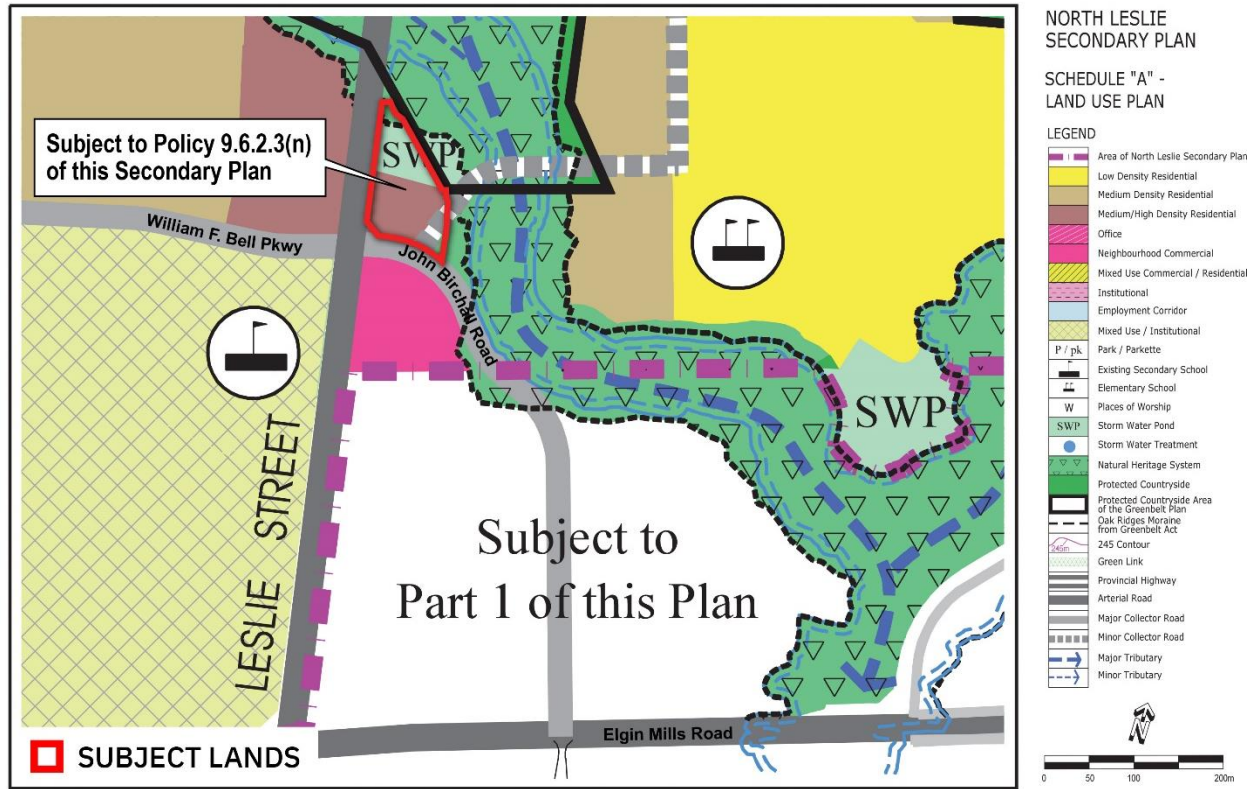 NORTH LESLIE
SECONDARY PLAN
SCHEDULE "A" -
LAND USE PLAN
LEGEND
Area of North Leslie Secondary Plan
Low Density Residential
Medium Density Residential
Medium/High Density Residential
Office
Neighbourhood Commercial
Mixed Use Commercial / Residential
Institutional
Employment Corridor
Mixed Use / Institutional
P / pk Park / Parkette
Existing Secondary School
Elementary School
W Places of Worship
SWP Storm Water Pond
Storm Water Treatment
Natural Heritage System
Protected Countryside
Protected Countryside Area
of the Greenbelt Plan
Oak Ridges Moraine
from Greenbelt Act
245m 245 Contour
Green Link
Provincial Highway
Arterial Road
Major Collector Road
Minor Collector Road
Major Tributary
Minor Tributary
N
0 50 100 200m
Subject to Policy 9.6.2.3(n)
of this Secondary Plan
SWP
William F. Bell Pkwy
John Birchall Road
SWP
LESLIE STREET
Subject to
Part 1 of this Plan
Elgin Mills Road
SUBJECT LANDS